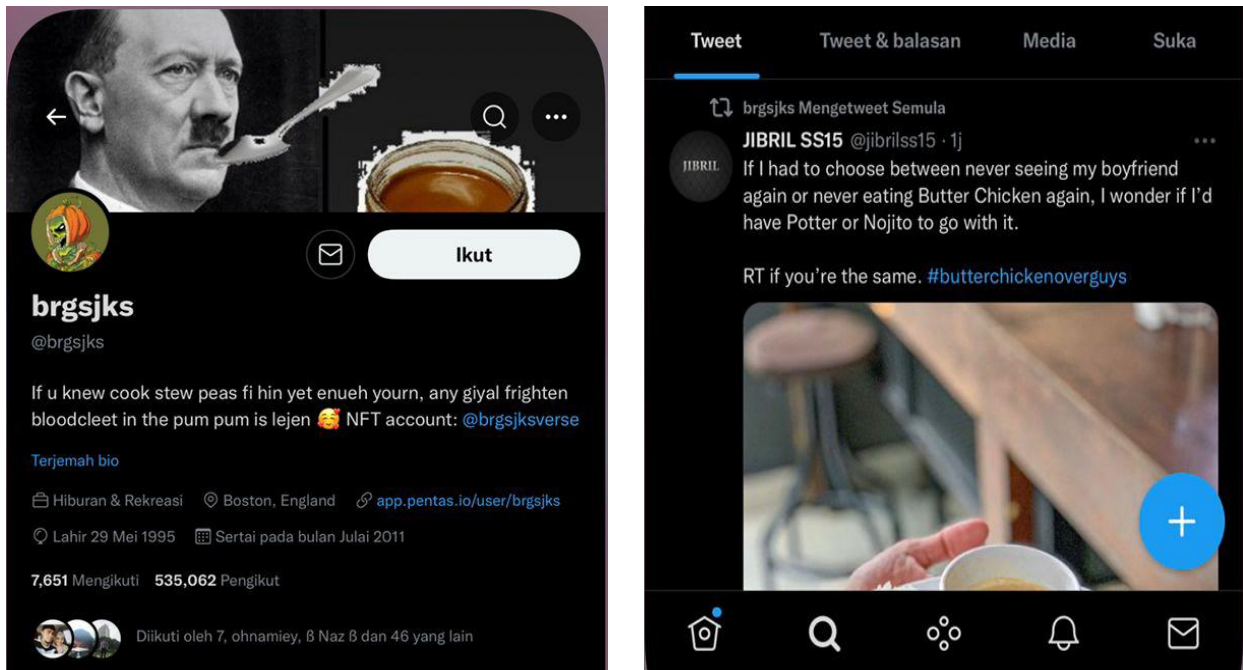 Ikut
brgsjks
@brgsjks
If u knew cook stew peas fi hin yet enueh yourn, any giyal frighten
bloodcleet in the pum pum is lejen 🥰 NFT account: @brgsjksverse
Terjemah bio
Hiburan & Rekreasi Boston, England app.pentas.io/user/brgsjks
Lahir 29 Mei 1995 Sertai pada bulan Julai 2011
7,651 Mengikuti 535,062 Pengikut
Diikuti oleh 7, ohnamiey, ß Naz ß dan 46 yang lain
Tweet Tweet & balasan Media Suka
brgsjks Mengetweet Semula
JIBRIL SS15 @jibrilss15 · 1j
JIBRIL
If I had to choose between never seeing my boyfriend
again or never eating Butter Chicken again, I wonder if I'd
have Potter or Nojito to go with it.
RT if you're the same. #butterchickenoverguys